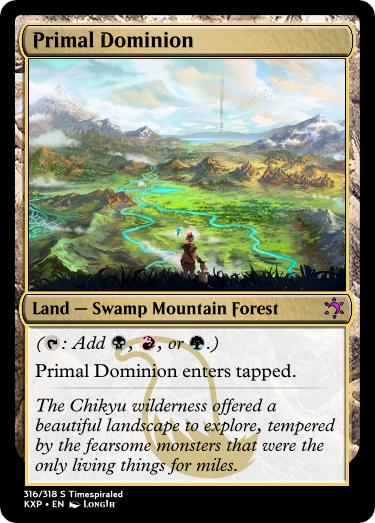 Primal Dominion
Land — Swamp Mountain Forest
(: Add , , or .)
Primal Dominion enters tapped.
The Chikyu wilderness offered a
beautiful landscape to explore, tempered
by the fearsome monsters that were the
only living things for miles.
316/318 S Timespiraled
KXP • EN LongJh